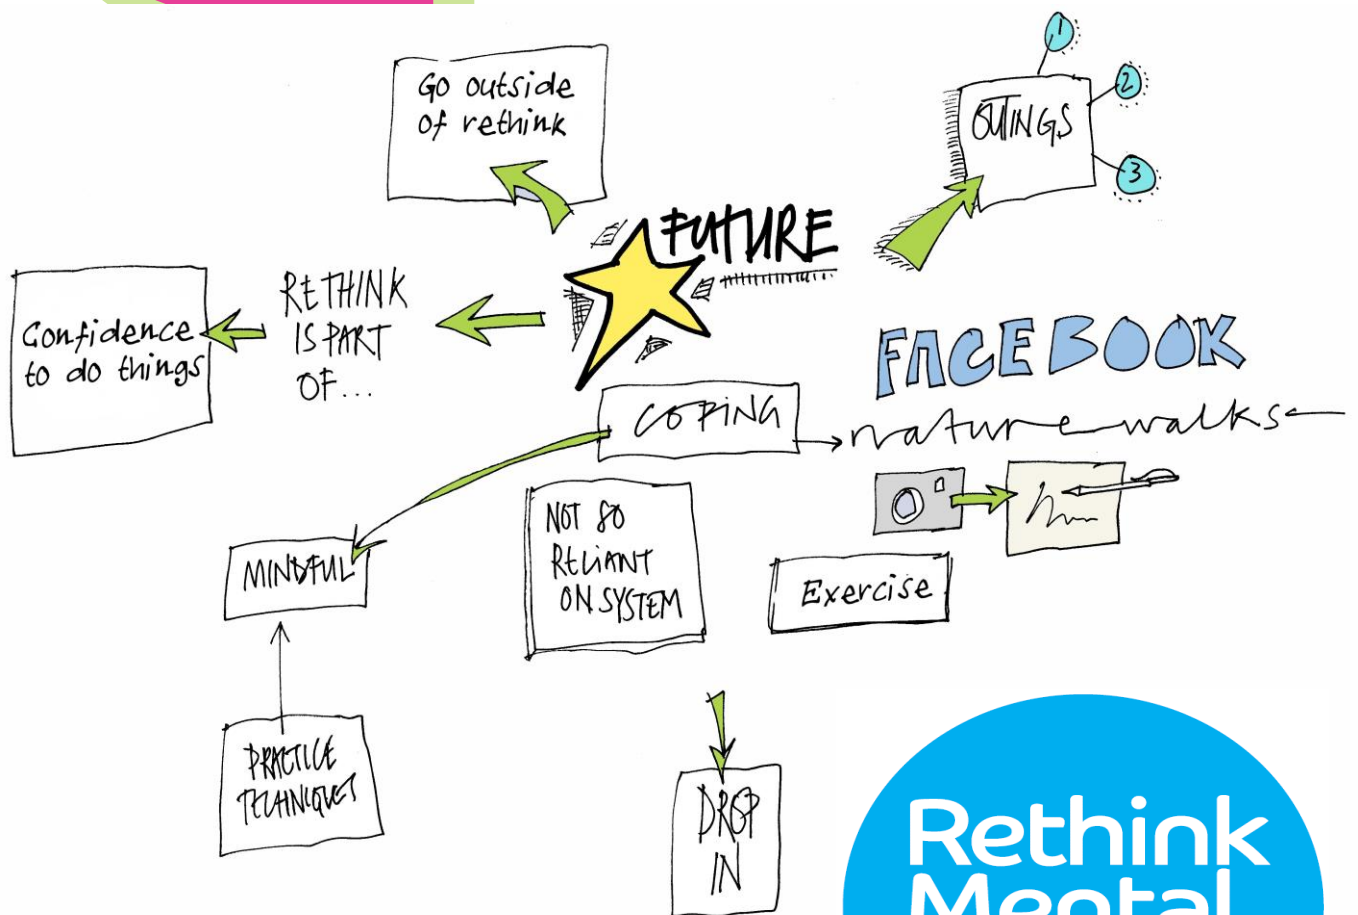 1
2
3
Go outside
of rethink
OUTINGS
FUTURE
RETHINK
IS PART
OF...
Confidence
to do things
FACEBOOK
COPING
nature walks
NOT SO
RELIANT
ON SYSTEM
MINDFUL
Exercise
PRACTICE
TECHNIQUES
DROP
IN
Rethink
Mental